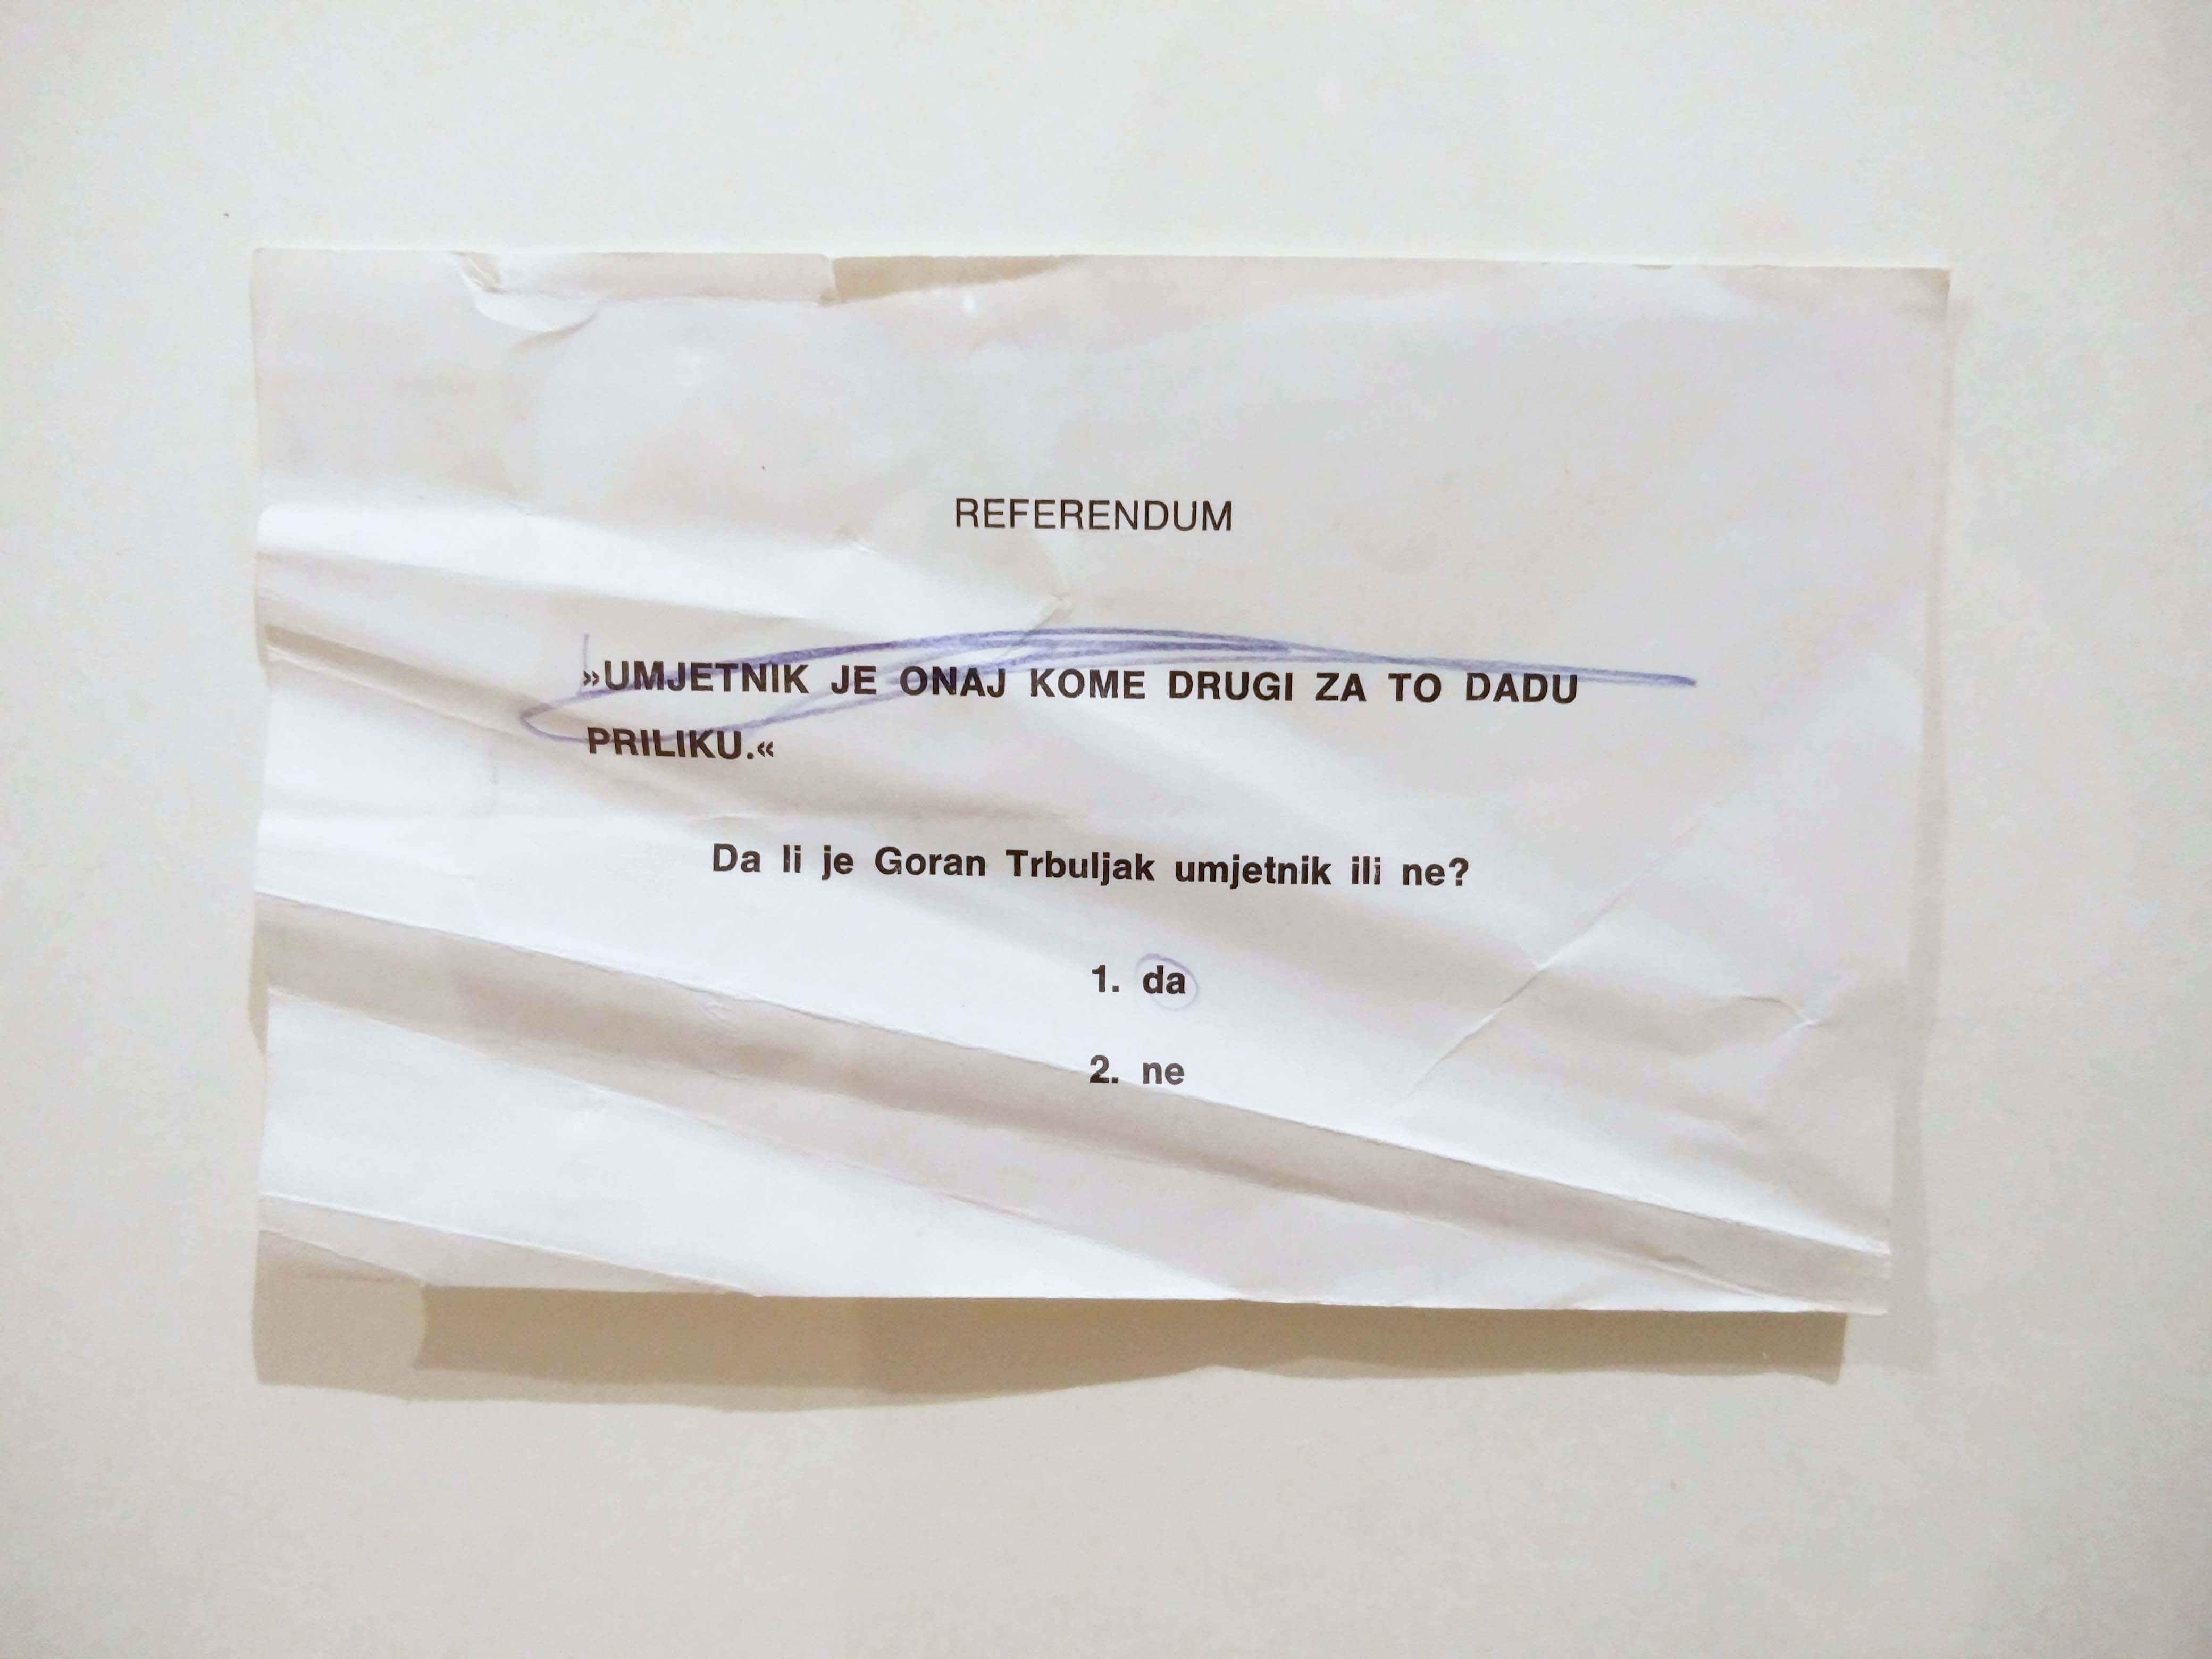 REFERENDUM
»UMJETNIK JE ONAJ KOME DRUGI ZA TO DADU
PRILIKU.«
Da li je Goran Trbuljak umjetnik ili ne?
1. da
2. ne